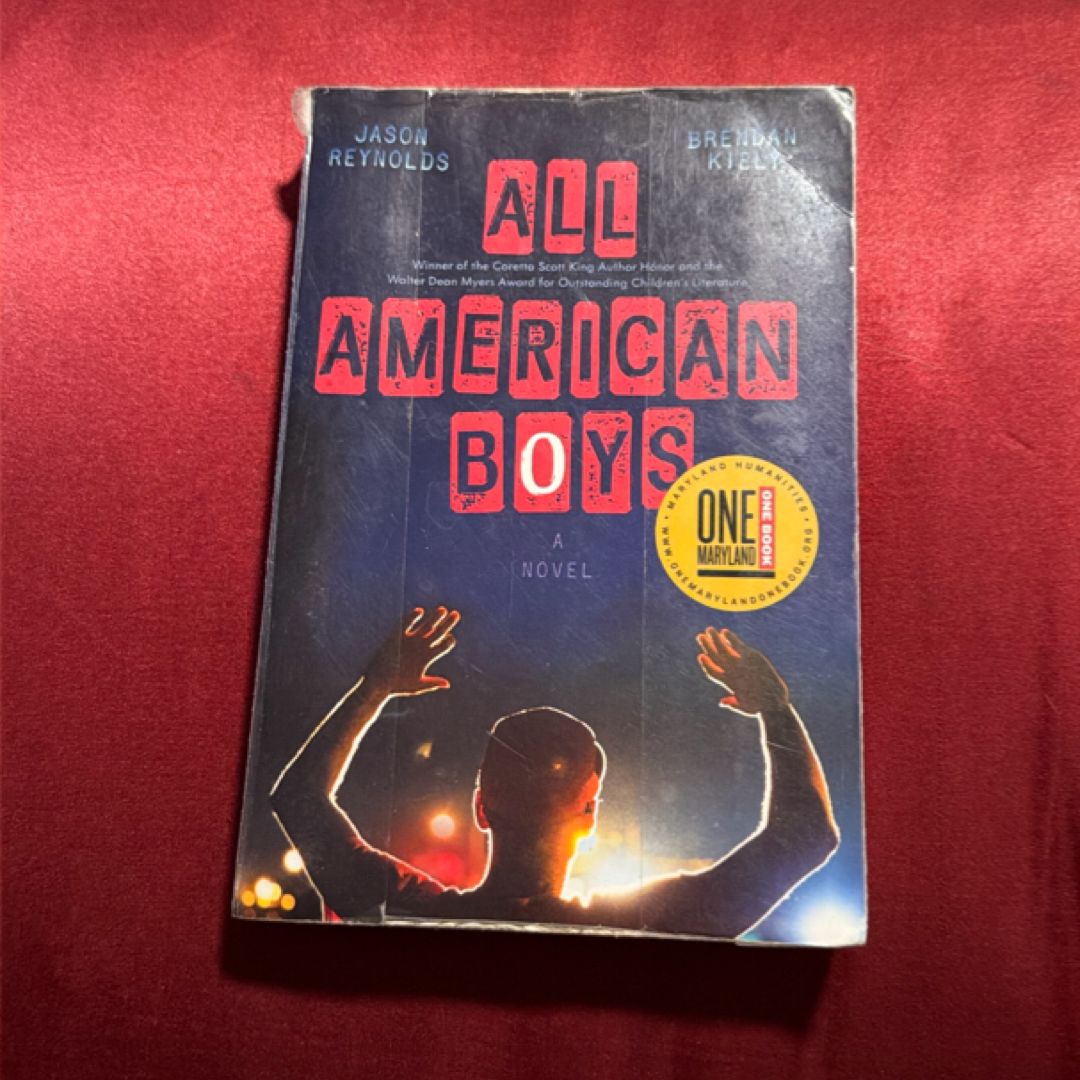 JASON
REYNOLDS
BRENDAN
KIELY
ALL
Winner of the Coretta Scott King Author Honor and the
Walter Dean Myers Award for Outstanding Children's Literature
AMERICAN
BOYS
A
NOVEL
• MARYLAND HUMANITIES •
ONE
MARYLAND
ONE BOOK
WWW.ONEMARYLANDONEBOOK.ORG